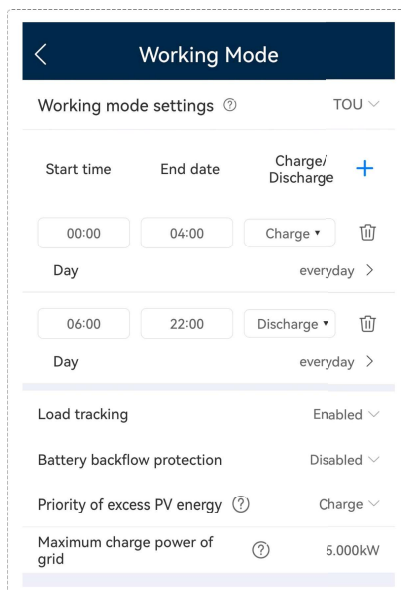 Working Mode
Working mode settings ? TOU
Start time End date Charge/
Discharge +
00:00 04:00 Charge
Day everyday >
06:00 22:00 Discharge
Day everyday >
Load tracking Enabled
Battery backflow protection Disabled
Priority of excess PV energy ? Charge
Maximum charge power of
grid ? 5.000kW